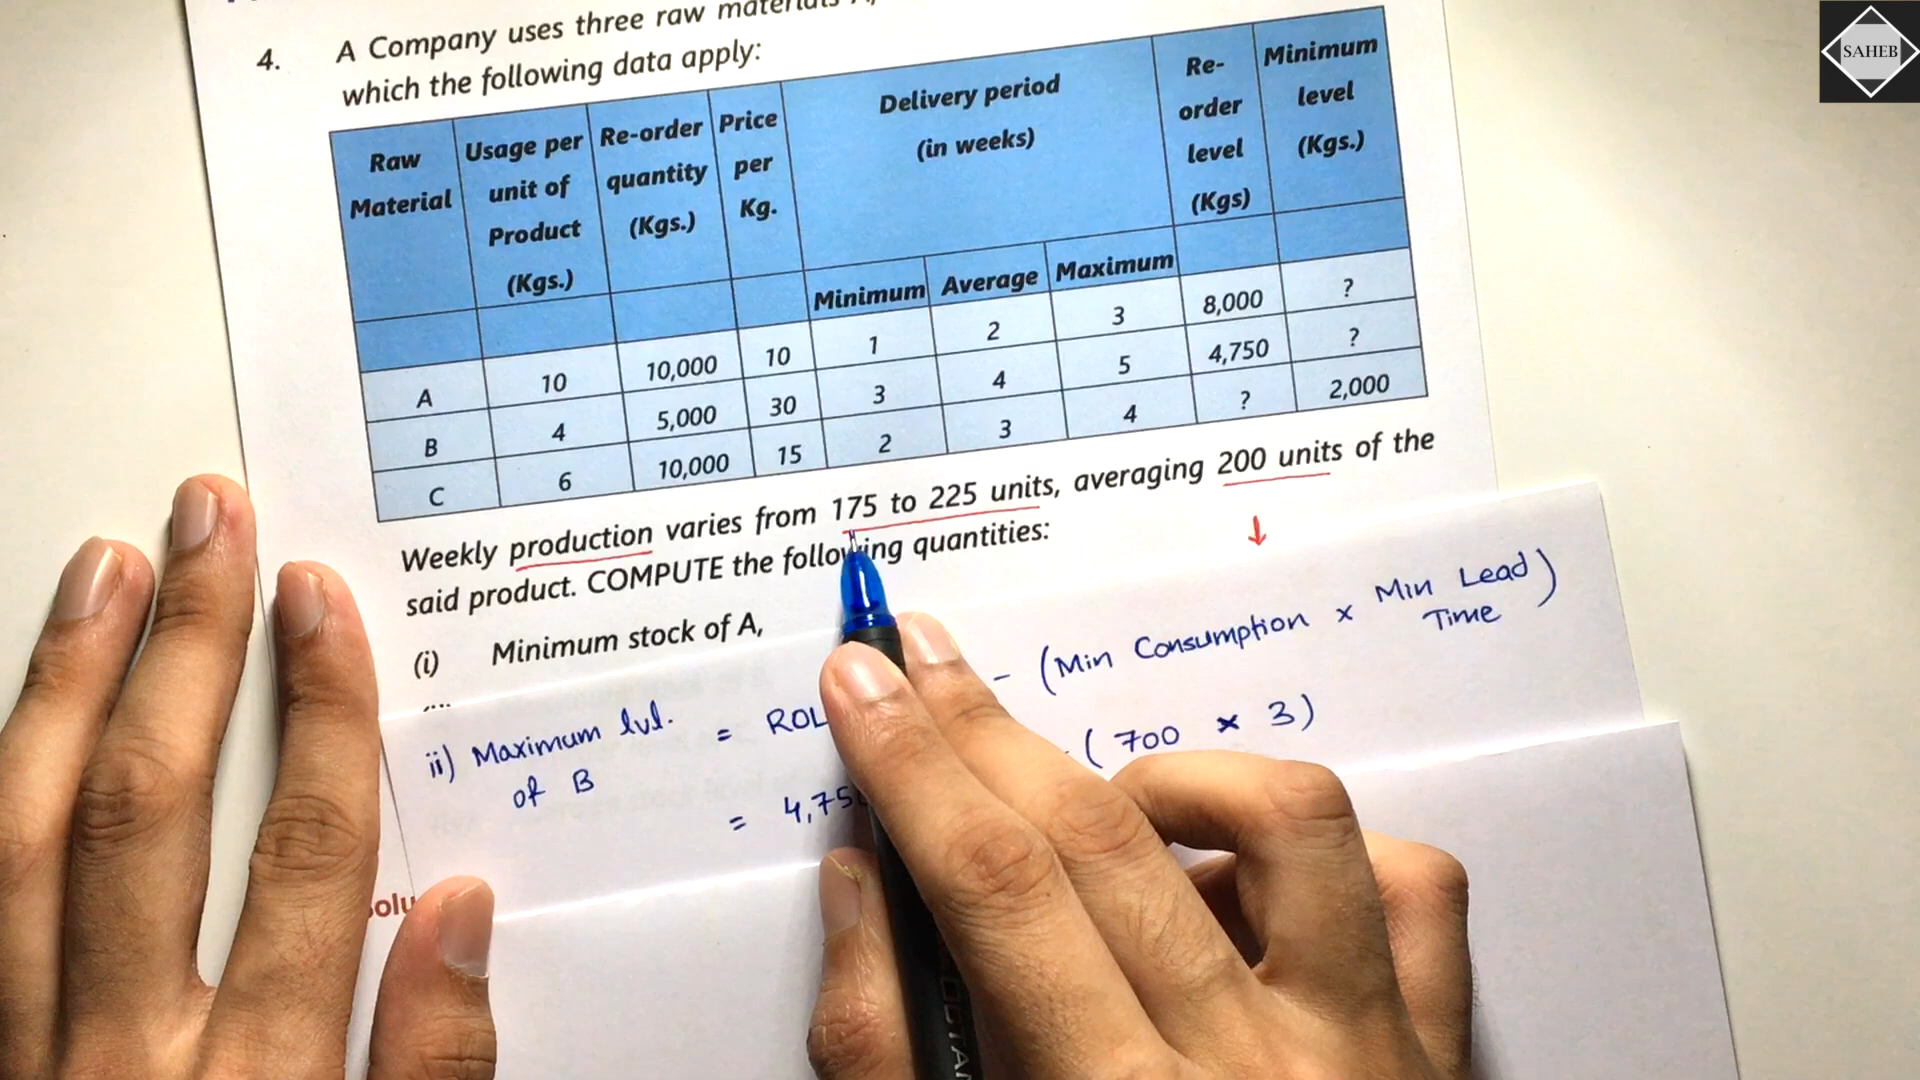 4. A Company uses three raw materials
which the following data apply:
Raw Material | Usage per unit of Product (Kgs.) | Re-order quantity (Kgs.) | Price per Kg. | Delivery period (in weeks) | Re-order level (Kgs) | Minimum level (Kgs.)
Minimum | Average | Maximum
A | 10 | 10,000 | 10 | 1 | 2 | 3 | 8,000 | ?
B | 4 | 5,000 | 30 | 3 | 4 | 5 | 4,750 | ?
C | 6 | 10,000 | 15 | 2 | 3 | 4 | ? | 2,000
Weekly production varies from 175 to 225 units, averaging 200 units of the
said product. COMPUTE the following quantities:
(i) Minimum stock of A,
ii) Maximum lvl. of B = ROL - (Min Consumption x Min Lead Time)
= 4,75 - (700 x 3)
SAHEB